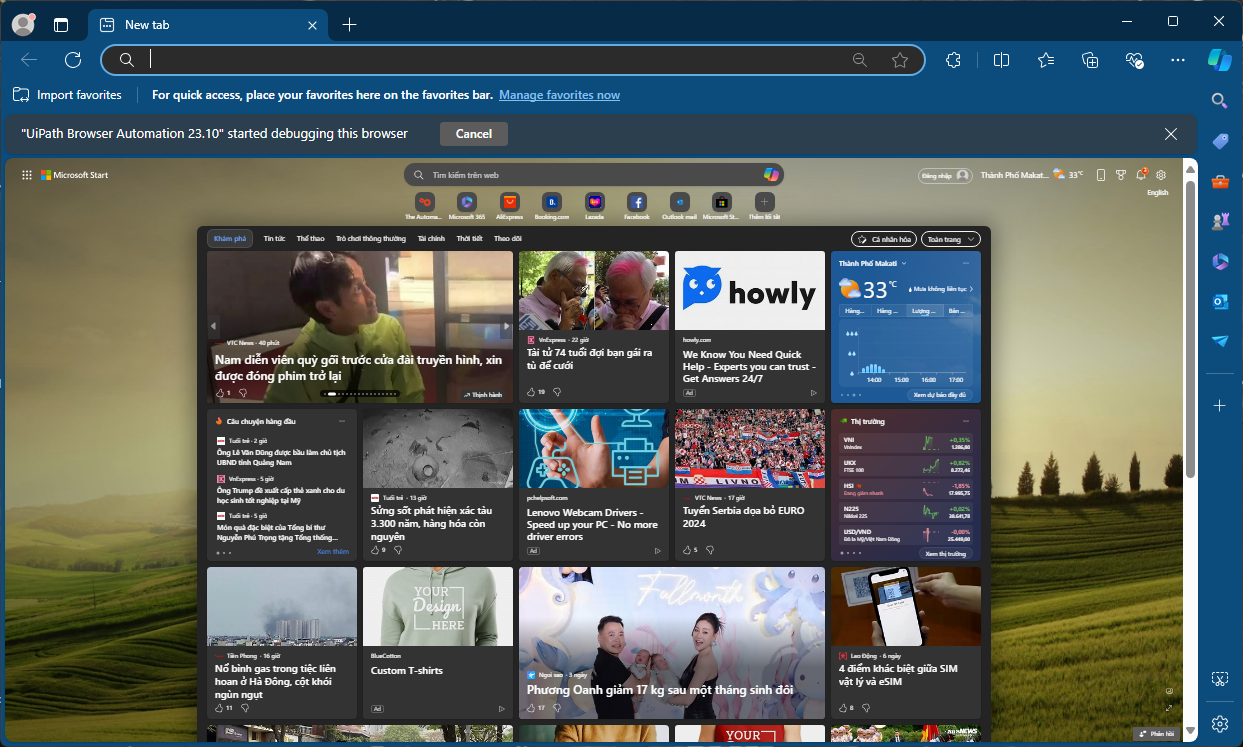 New tab
Import favorites
For quick access, place your favorites here on the favorites bar. Manage favorites now
"UiPath Browser Automation 23.10" started debugging this browser
Cancel
Microsoft Start
Tìm kiếm trên web
Đăng nhập
Thành Phố Makat...
33°C
English
The Automa...
Microsoft 365
AliExpress
Booking.com
Lazada
Facebook
Outlook mail
Microsoft St...
Thêm lối tắt
Khám phá
Tin tức
Thể thao
Trò chơi thông thường
Tài chính
Thời tiết
Theo dõi
Cá nhân hóa
Toàn trang
VTC News · 40 phút
Nam diễn viên quỳ gối trước cửa đài truyền hình, xin
được đóng phim trở lại
1
Thịnh hành
VnExpress · 22 giờ
Tài tử 74 tuổi đợi bạn gái ra
tù để cưới
19
howly
howly.com
We Know You Need Quick
Help - Experts you can trust -
Get Answers 24/7
Ad
Thành Phố Makati
33°C
Mưa không liên tục
Hàng...
Hàng ...
Lượng ...
Bản ...
14:00
15:00
16:00
17:00
Xem dự báo đầy đủ
Câu chuyện hàng đầu
Tuổi trẻ · 2 giờ
Ông Lê Văn Dũng được bầu làm chủ tịch
UBND tỉnh Quảng Nam
VnExpress · 5 giờ
Ông Trump đề xuất cấp thẻ xanh cho du
học sinh tốt nghiệp tại Mỹ
Tuổi trẻ · 5 giờ
Món quà đặc biệt của Tổng bí thư
Nguyễn Phú Trọng tặng Tổng thống...
Xem thêm
Tuổi trẻ · 13 giờ
Sửng sốt phát hiện xác tàu
3.300 năm, hàng hóa còn
nguyên
9
pchelpsoft.com
Lenovo Webcam Drivers -
Speed up your PC - No more
driver errors
Ad
LIVNO
VTC News · 17 giờ
Tuyển Serbia dọa bỏ EURO
2024
5
Thị trường
VNI
+0,35%
Vnindex
UKX
+0,82%
FTSE 100
8.272,46
HSI
-1,85%
Đang giảm nhanh
17.995,75
N225
+0,02%
Nikkei 225
38.641,78
USD/VND
-0,00%
Đô la Mỹ/Việt Nam Đồng
25.449,00
Xem thị trường
Tiền Phong · 16 giờ
Nổ bình gas trong tiệc liên
hoan ở Hà Đông, cột khói
ngùn ngụt
11
YOUR
Design
HERE
BlueCotton
Custom T-shirts
Ad
Fullmonth
Ngoi sao · 3 ngày
Phương Oanh giảm 17 kg sau một tháng sinh đôi
17
Lao Động · 6 ngày
4 điểm khác biệt giữa SIM
vật lý và eSIM
8
YOUR
NEWS
Phản hồi